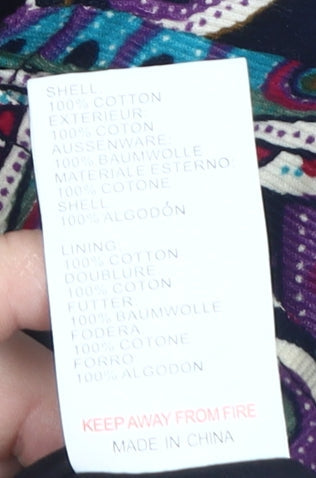 SHELL:
100% COTTON
EXTERIEUR:
100% COTON
AUSSENWARE:
100% BAUMWOLLE
MATERIALE ESTERNO:
100% COTONE
SHELL
100% ALGODÓN
LINING:
100% COTTON
DOUBLURE
100% COTON
FUTTER
100% BAUMWOLLE
FODERA
100% COTONE
FORRO
100% ALGODON
KEEP AWAY FROM FIRE
MADE IN CHINA